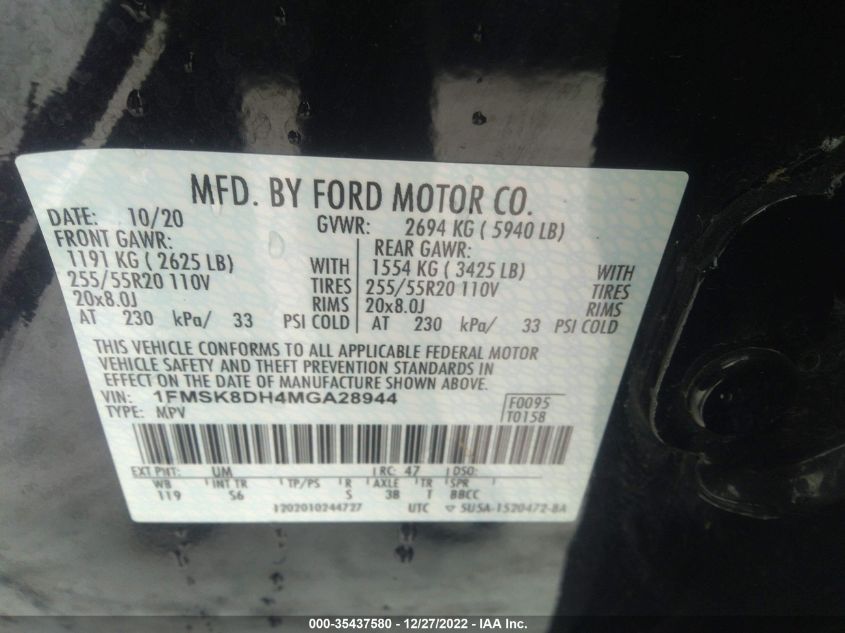 MFD. BY FORD MOTOR CO.
DATE: 10/20 GVWR: 2694 KG ( 5940 LB)
FRONT GAWR: REAR GAWR:
1191 KG ( 2625 LB) WITH 1554 KG ( 3425 LB) WITH
255/55R20 110V TIRES 255/55R20 110V TIRES
20x8.0J RIMS 20x8.0J RIMS
AT 230 kPa/ 33 PSI COLD AT 230 kPa/ 33 PSI COLD
THIS VEHICLE CONFORMS TO ALL APPLICABLE FEDERAL MOTOR
VEHICLE SAFETY AND THEFT PREVENTION STANDARDS IN
EFFECT ON THE DATE OF MANUFACTURE SHOWN ABOVE.
VIN: 1FMSK8DH4MGA28944 F0095
TYPE: MPV T0158
EXT PNT: UM RC: 47 DSO:
WB INT TR TP/PS R AXLE TR SPR
119 S6 S 38 T BBCC
1202010244727 UTC ▽ SU5A-1520472-BA
000-35437580 - 12/27/2022 - IAA Inc.